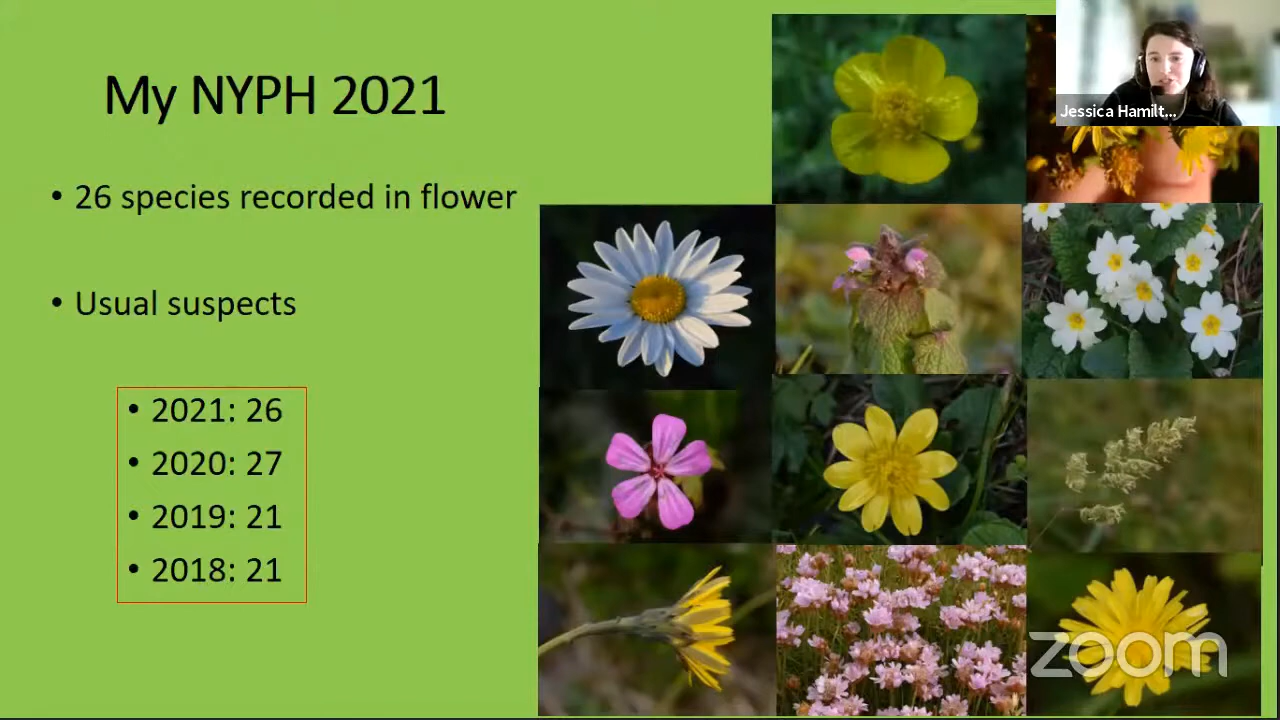 My NYPH 2021
Jessica Hamilt...
• 26 species recorded in flower
• Usual suspects
• 2021: 26
• 2020: 27
• 2019: 21
• 2018: 21
zoom